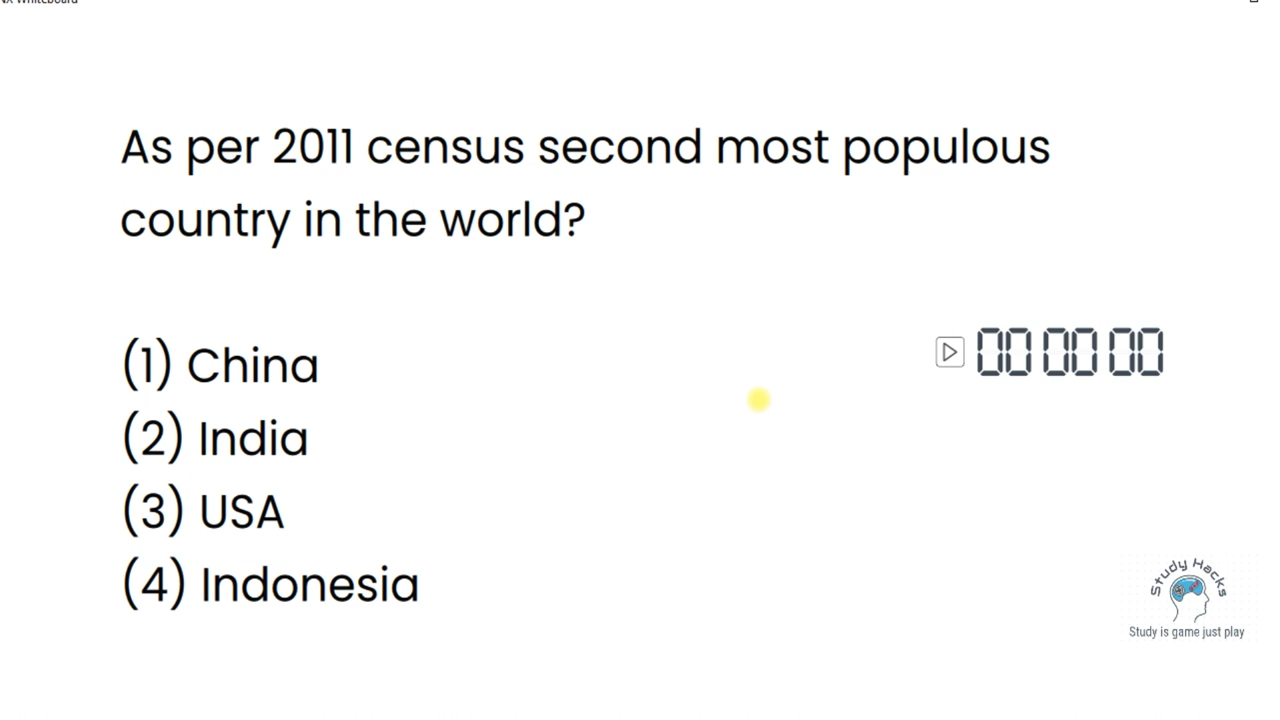 As per 2011 census second most populous
country in the world?
(1) China
(2) India
(3) USA
(4) Indonesia
00 00 00
Study Hacks
Study is game just play